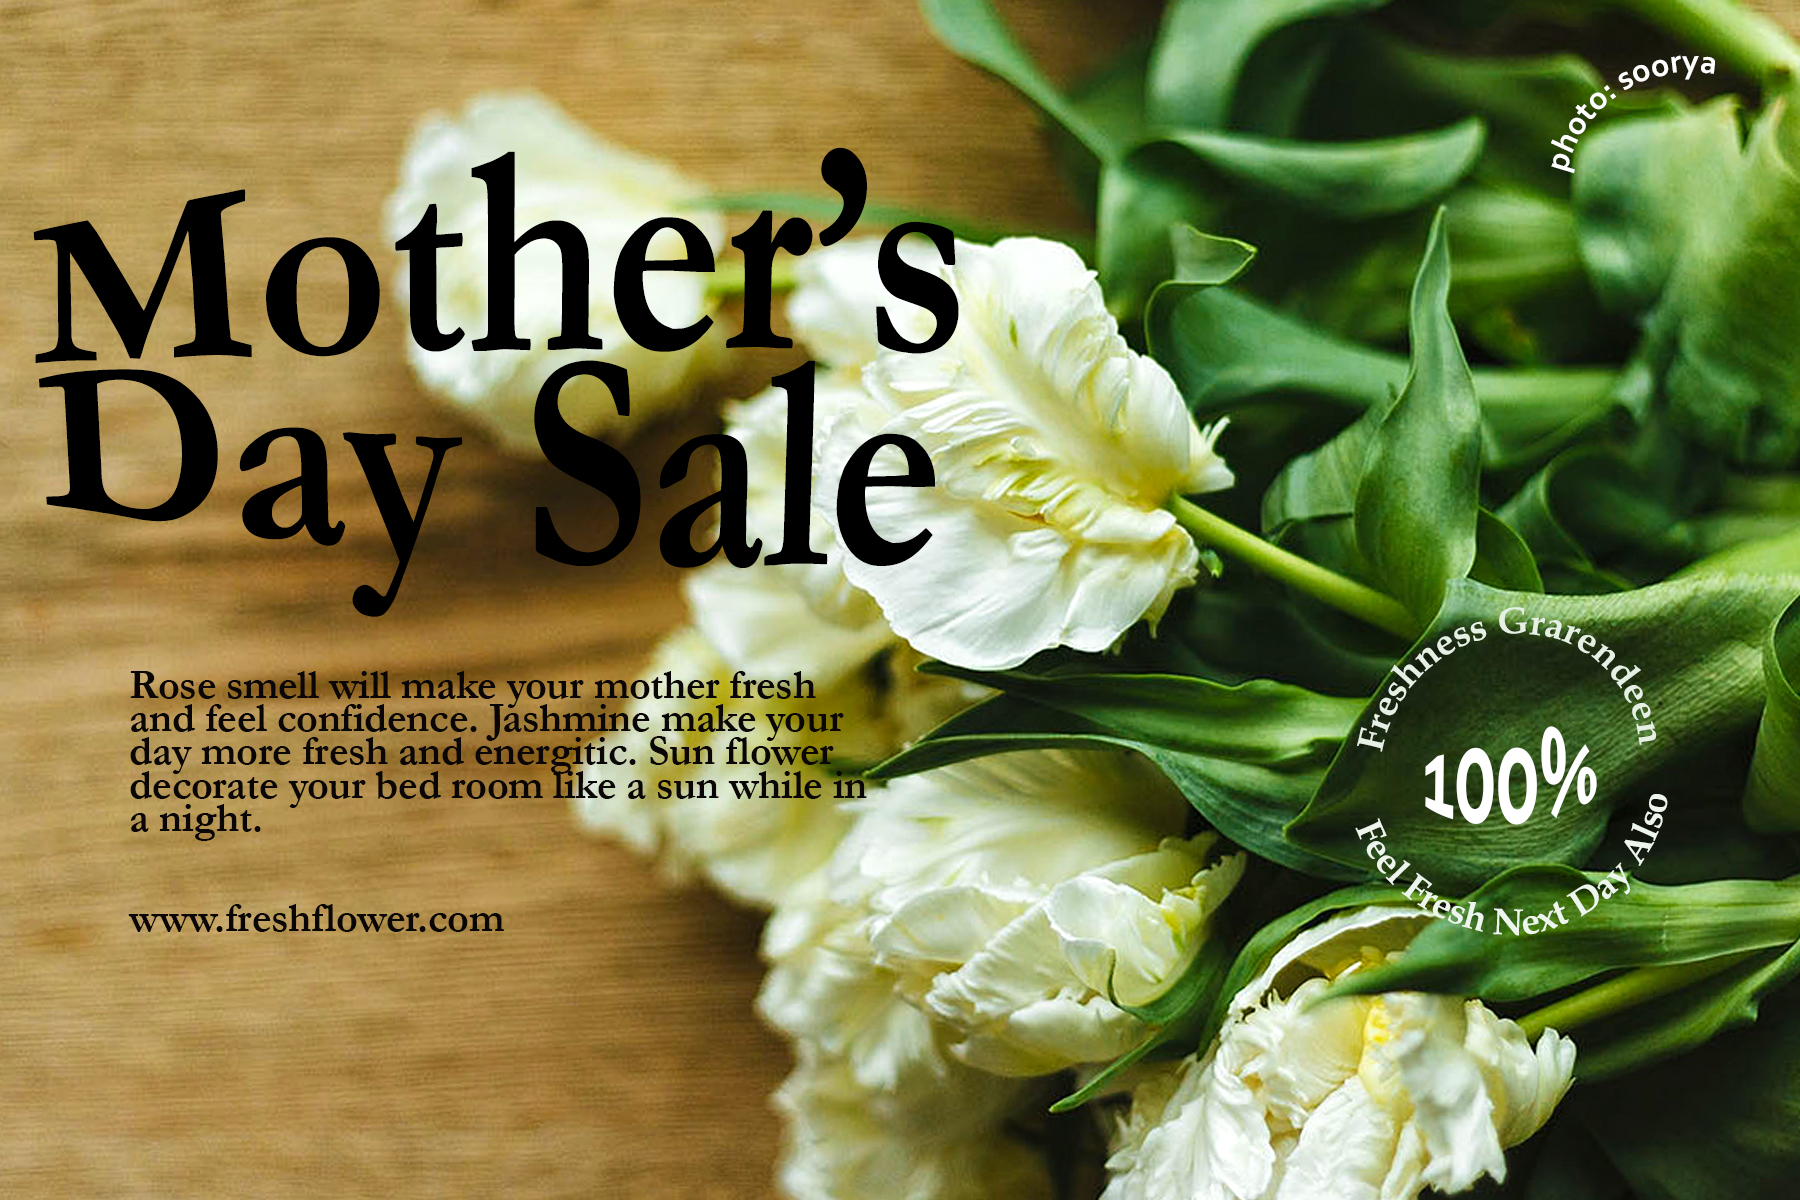 photo: soorya
Mother's
Day Sale
Rose smell will make your mother fresh
and feel confidence. Jashmine make your
day more fresh and energitic. Sun flower
decorate your bed room like a sun while in
a night.
www.freshflower.com
Freshness Grarendeen
100%
Feel Fresh Next Day Also